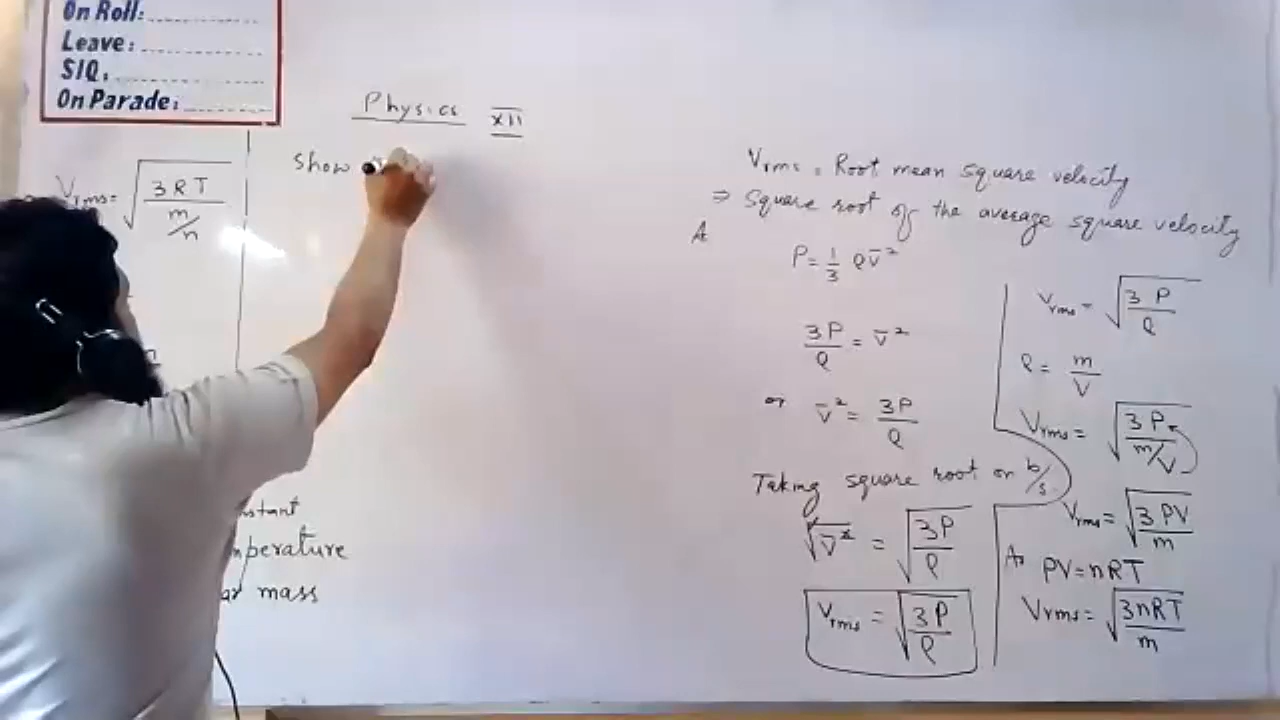 On Roll:
Leave:
SIQ.
On Parade:
Physics XII
Show
Vrms = √(3RT / m/n)
stant
mperature
ar mass
Vrms = Root mean square velocity
⇒ Square root of the average square velocity
A
P = 1/3 ρv̄²
3P/ρ = v̄²
or v̄² = 3P/ρ
Taking square root on b/s
√v̄² = √(3P/ρ)
Vrms = √(3P/ρ)
Vrms = √(3P/ρ)
ρ = m/V
Vrms = √(3P / m/V)
Vrms = √(3PV/m)
As PV = nRT
Vrms = √(3nRT/m)